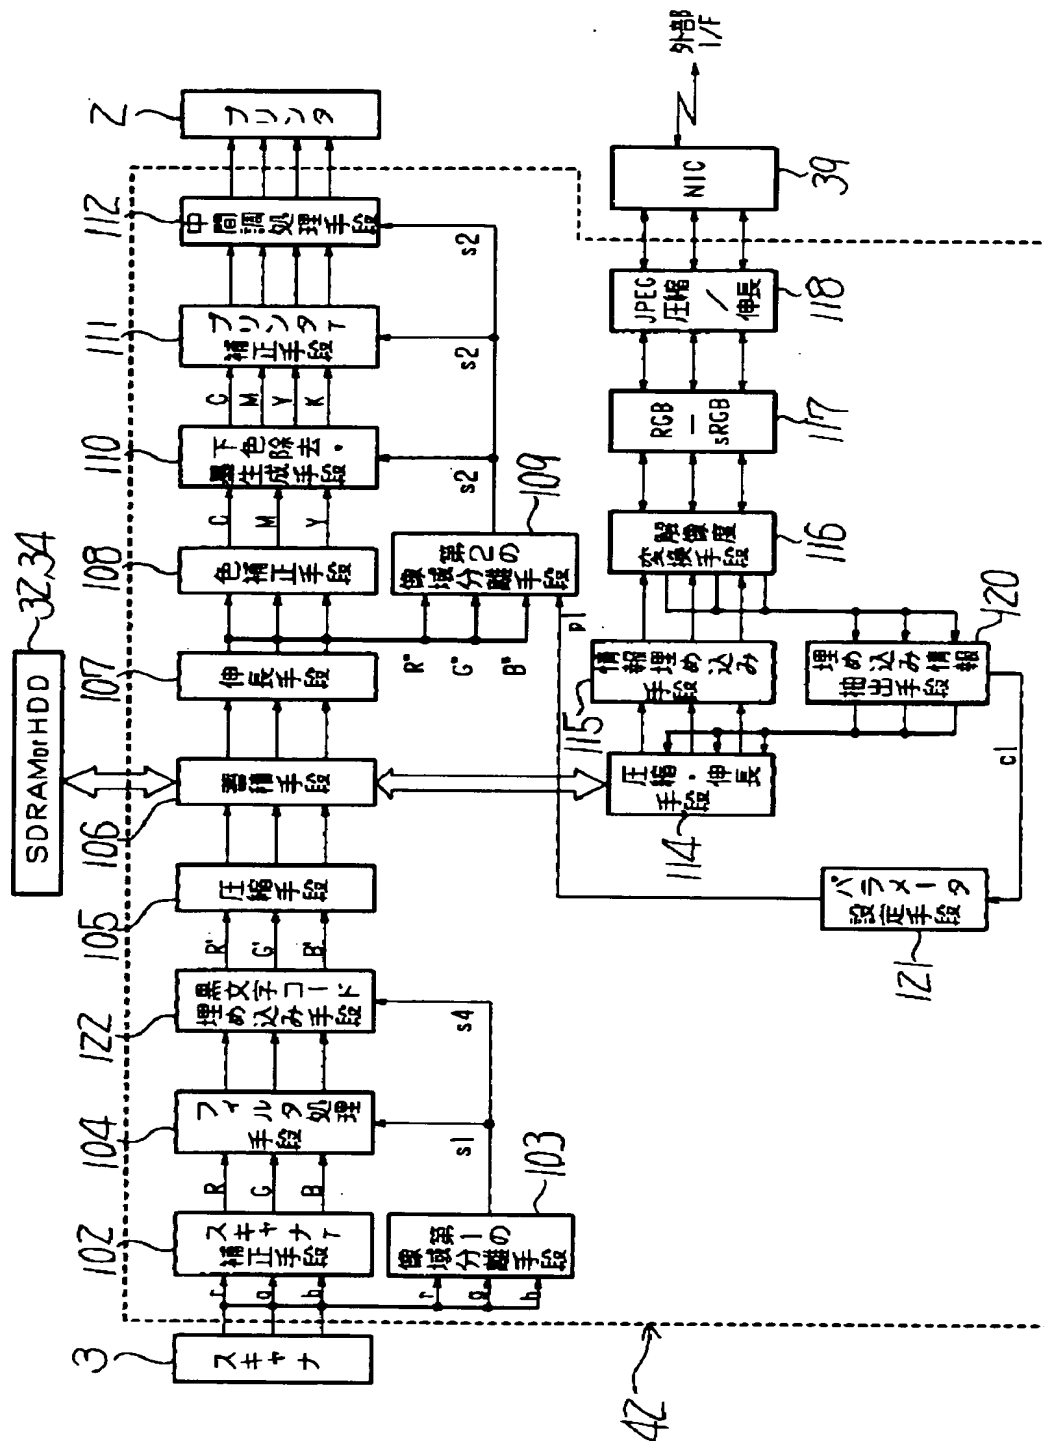 SDRAMorHDD
32,34
3
スキャナ
r
g
b
102
スキャナγ
補正手段
r
g
b
第1の
像域分離手段
103
R
G
B
104
フィルタ処理
手段
s1
122
黒文字コード
埋め込み手段
s4
R'
G'
B'
105
圧縮手段
106
蓄積手段
107
伸長手段
R"
G"
B"
第2の
像域分離手段
109
p1
108
色補正手段
C
M
Y
110
下色除去・
墨生成手段
s2
C
M
Y
K
111
プリンタγ
補正手段
s2
112
中間調処理手段
s2
2
プリンタ
圧縮・伸長
手段
114
115
情報埋め込み
手段
解像度
変換手段
116
RGB
ー
sRGB
117
JPEG
圧縮
/
伸長
118
NIC
39
外部
I/F
埋め込み情報
抽出手段
420
c1
パラメータ
設定手段
121
42